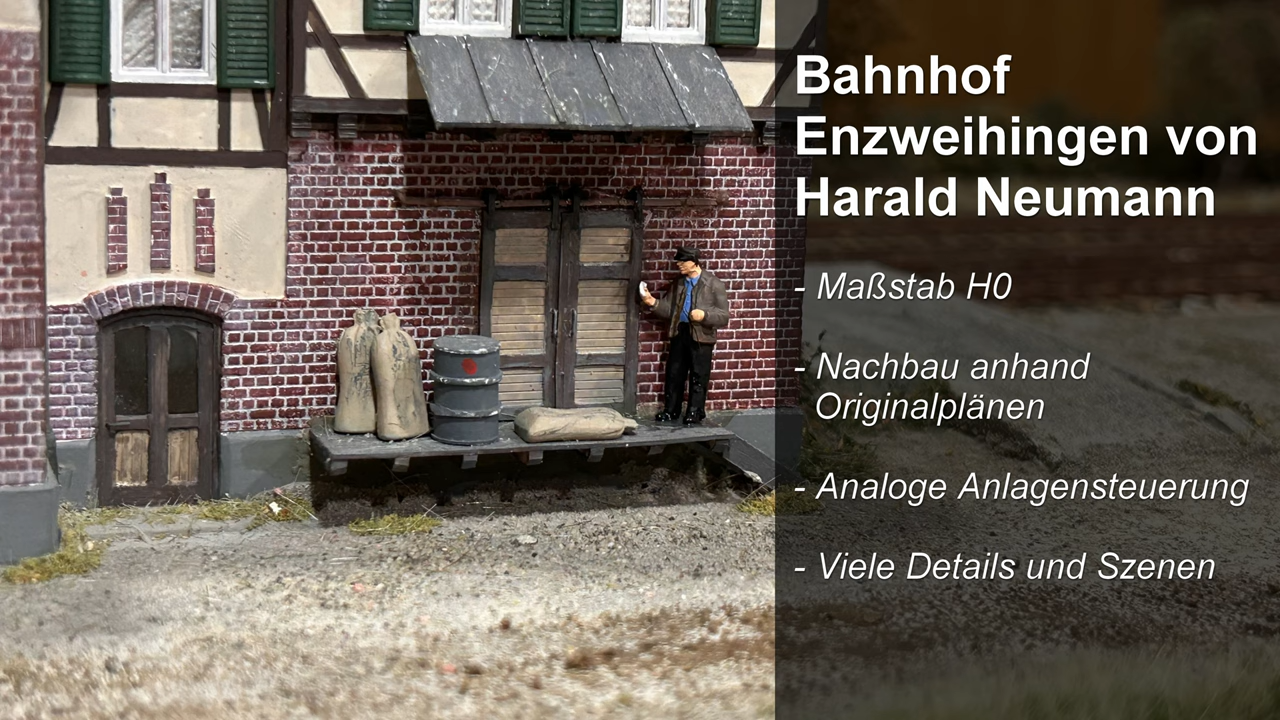 Bahnhof
Enzweihingen von
Harald Neumann
- Maßstab H0
- Nachbau anhand
Originalplänen
- Analoge Anlagensteuerung
- Viele Details und Szenen